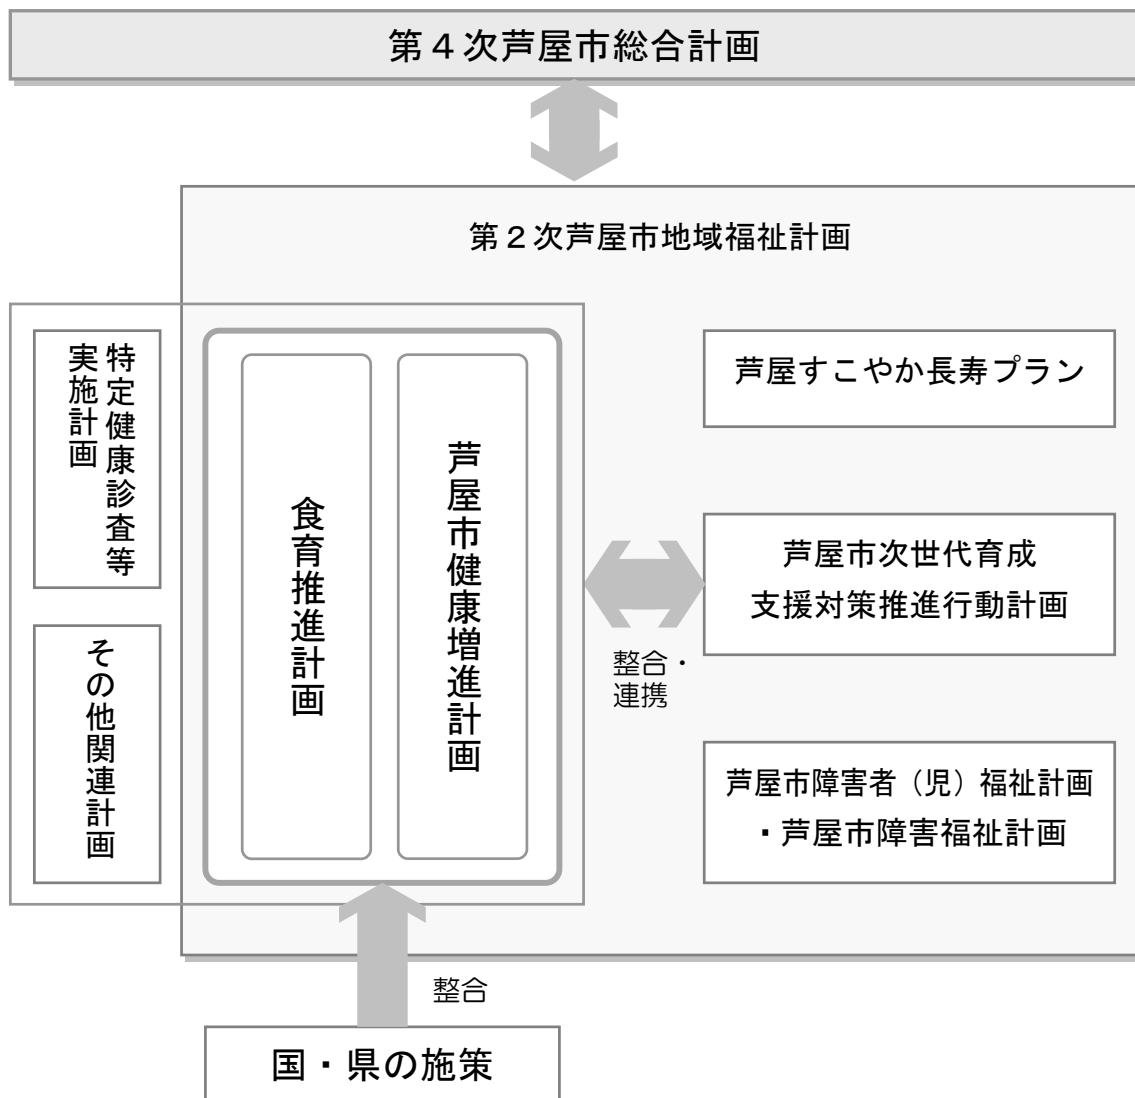 第４次芦屋市総合計画
第２次芦屋市地域福祉計画
特定健康診査等
実施計画
その他関連計画
食育推進計画
芦屋市健康増進計画
整合・
連携
芦屋すこやか長寿プラン
芦屋市次世代育成
支援対策推進行動計画
芦屋市障害者（児）福祉計画
・芦屋市障害福祉計画
整合
国・県の施策